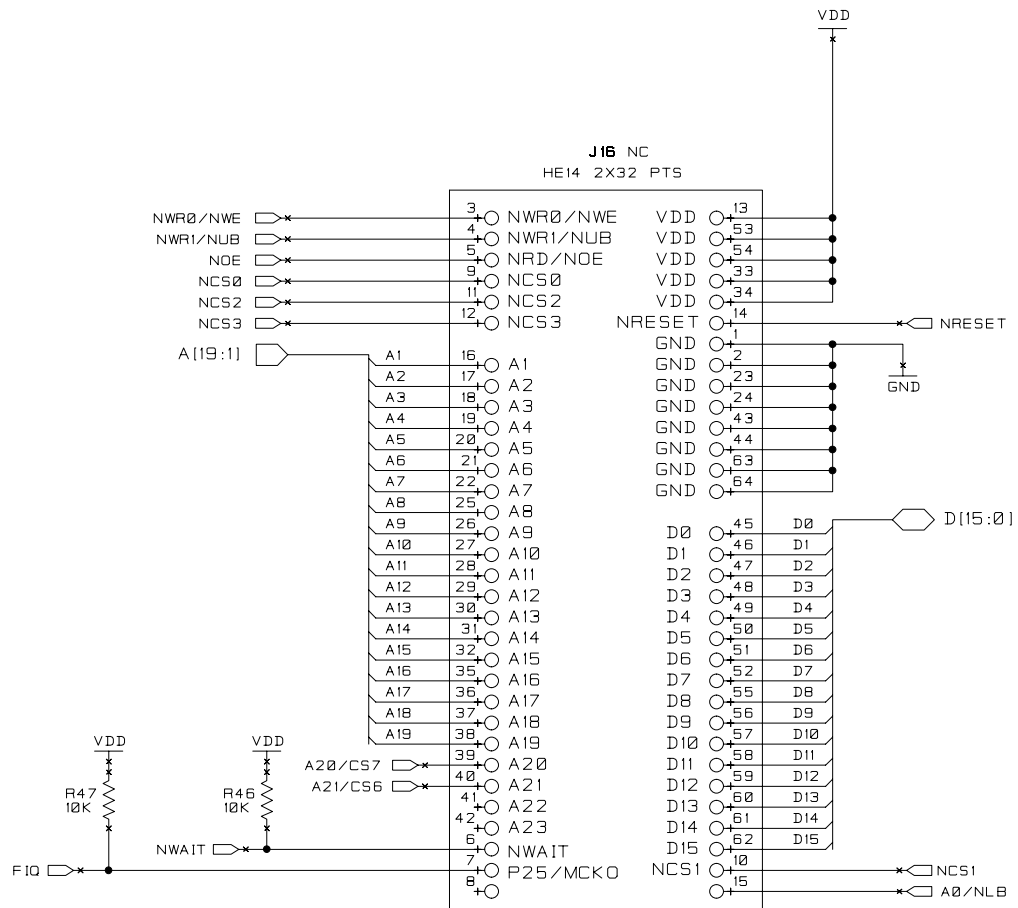 VDD
J16 NC
HE14 2X32 PTS
NWR0/NWE 3 NWR0/NWE VDD 13
NWR1/NUB 4 NWR1/NUB VDD 53
NOE 5 NRD/NOE VDD 54
NCS0 9 NCS0 VDD 33
NCS2 11 NCS2 VDD 34
NCS3 12 NCS3 NRESET 14 NRESET
A[19:1] GND 1
A1 16 A1 GND 2
A2 17 A2 GND 23 GND
A3 18 A3 GND 24
A4 19 A4 GND 43
A5 20 A5 GND 44
A6 21 A6 GND 63
A7 22 A7 GND 64
A8 25 A8
D[15:0]
A9 26 A9 D0 45 D0
A10 27 A10 D1 46 D1
A11 28 A11 D2 47 D2
A12 29 A12 D3 48 D3
A13 30 A13 D4 49 D4
A14 31 A14 D5 50 D5
A15 32 A15 D6 51 D6
A16 35 A16 D7 52 D7
A17 36 A17 D8 55 D8
A18 37 A18 D9 56 D9
A19 38 A19 D10 57 D10
VDD VDD
A20/CS7 39 A20 D11 58 D11
A21/CS6 40 A21 D12 59 D12
R47 R46
10K 10K
41 A22 D13 60 D13
42 A23 D14 61 D14
NWAIT 6 NWAIT D15 62 D15
FIQ 7 P25/MCKO NCS1 10 NCS1
8 15 A0/NLB